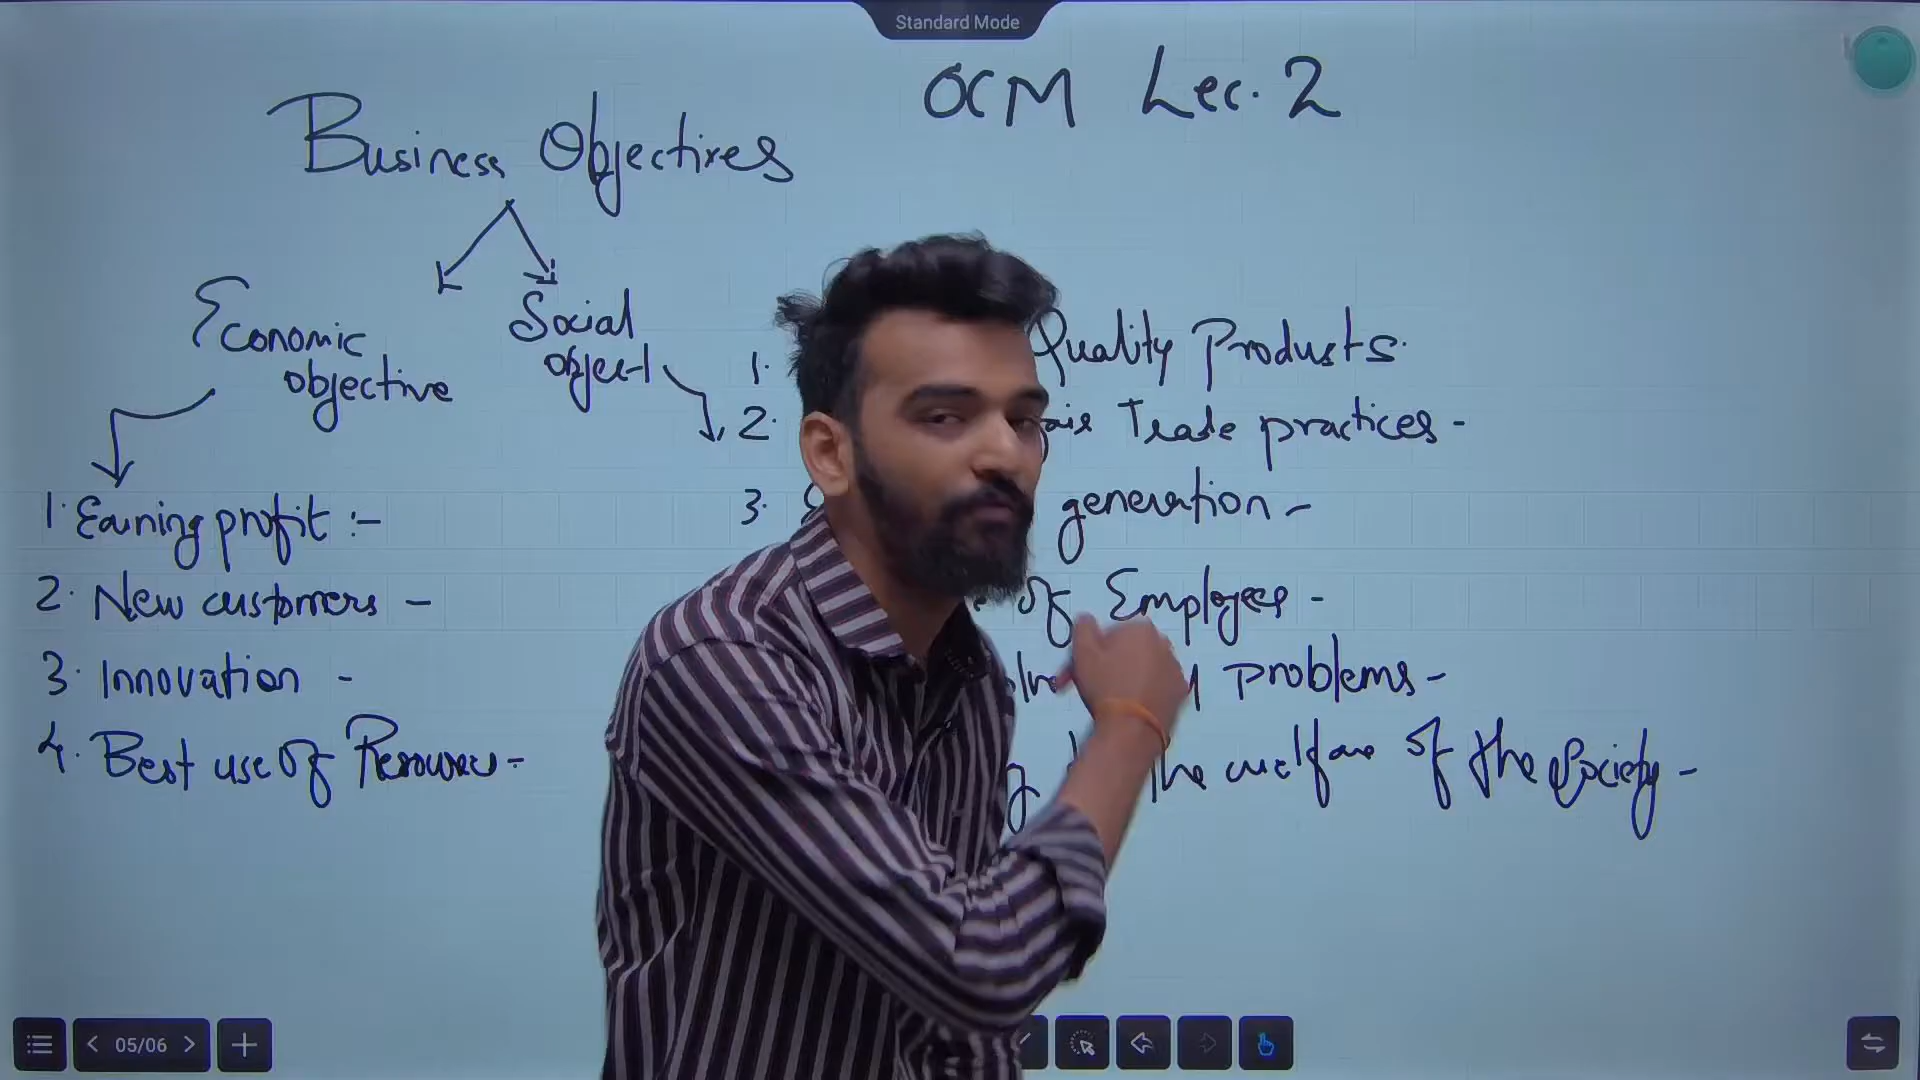 Standard Mode
OCM Lec. 2
Business Objectives
Economic
objective
Social
object
1. Earning profit :-
2. New customers -
3. Innovation -
4. Best use of Resources -
1. Quality Products.
2. Trade practices -
3. generation -
of Employees -
problems -
the welfare of the Society -
05/06